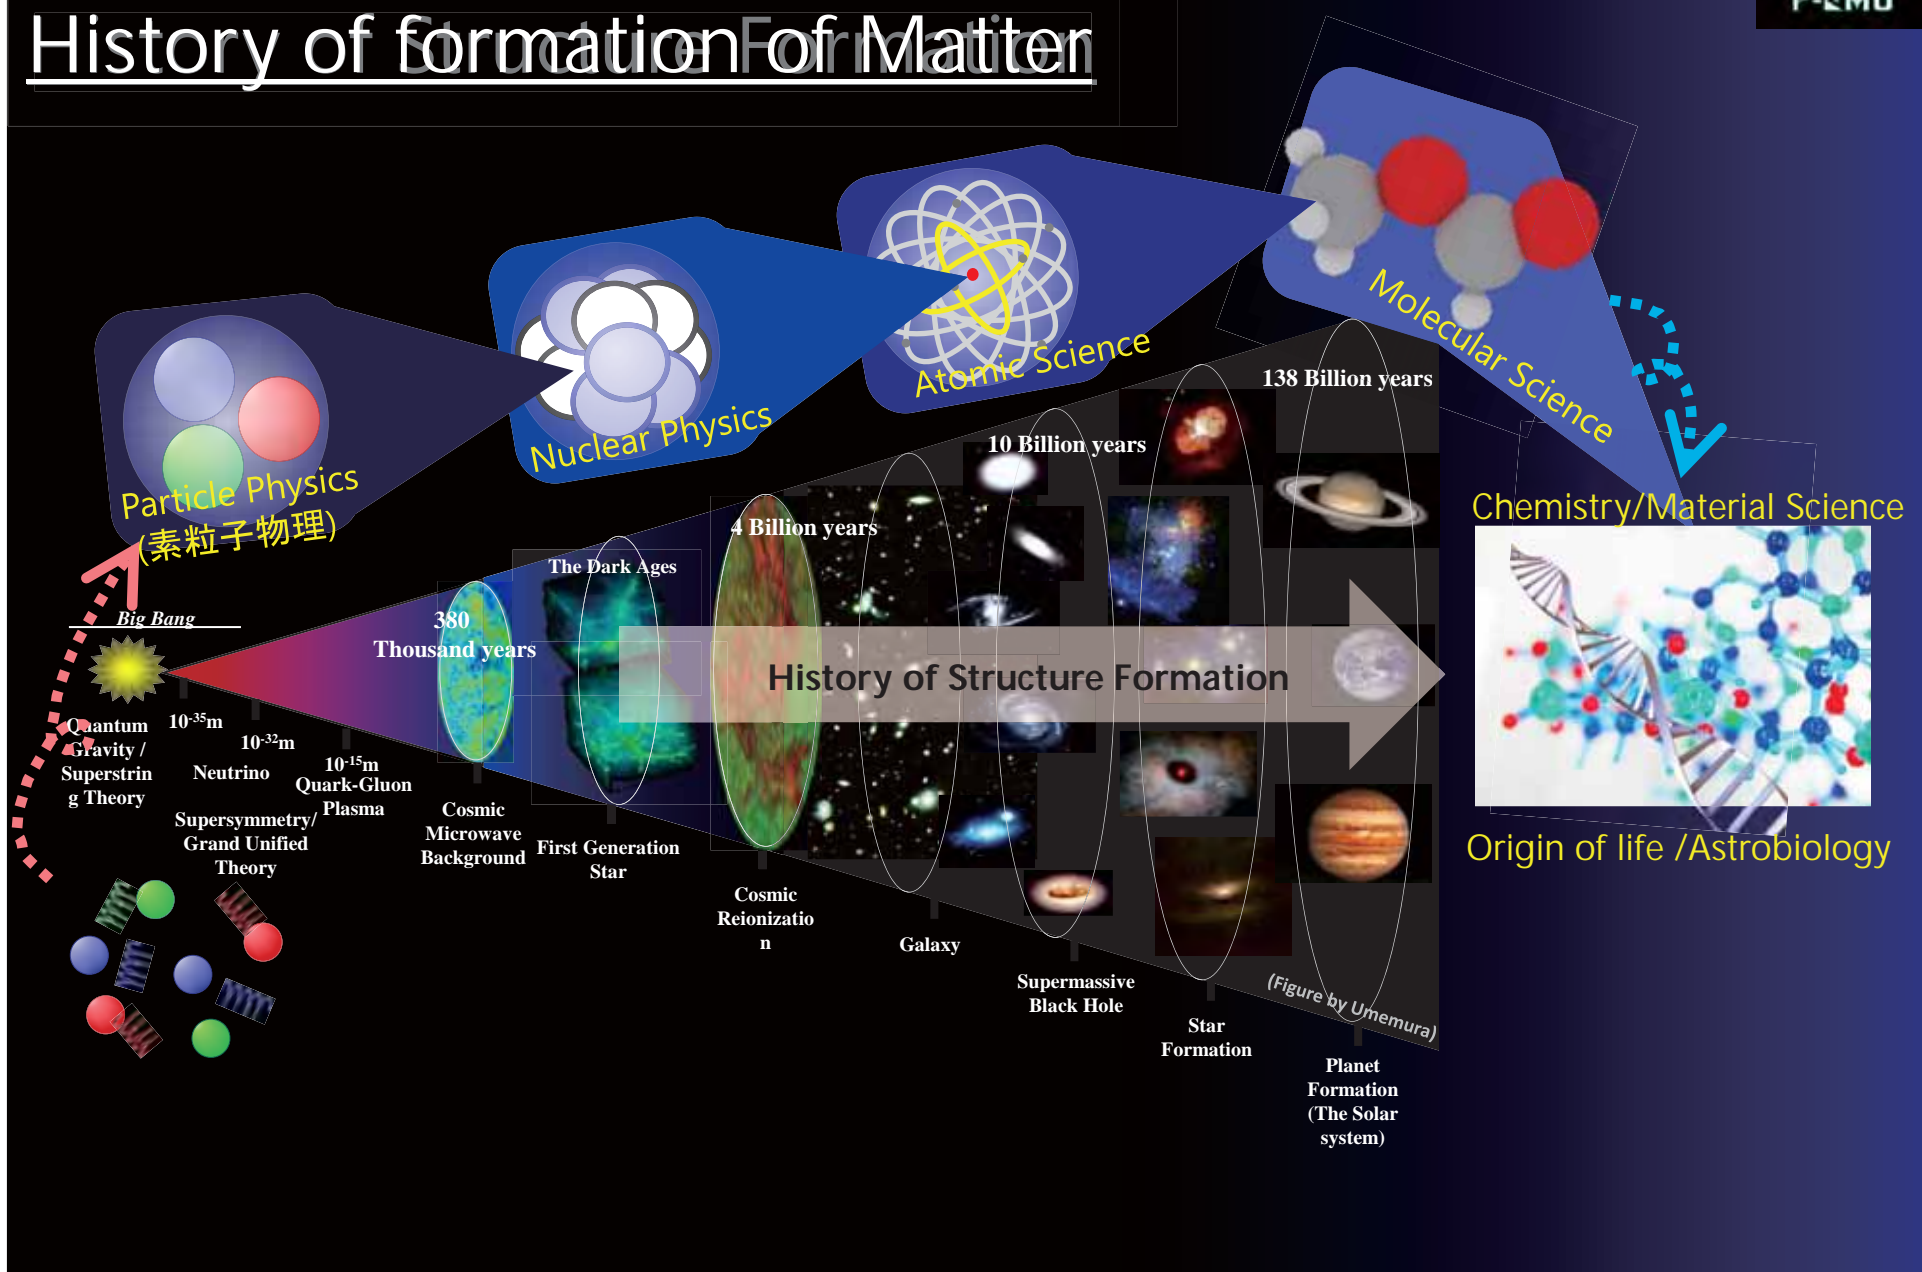 History of formation of Matter
Structure Formation
138 Billion years
10 Billion years
4 Billion years
The Dark Ages
380
Thousand years
Molecular Science
Atomic Science
Nuclear Physics
Particle Physics
(素粒子物理)
Chemistry/Material Science
Big Bang
History of Structure Formation
Quantum
Gravity /
Superstrin
g Theory
10-35m
10-32m
Neutrino
10-15m
Quark-Gluon
Plasma
Supersymmetry/
Grand Unified
Theory
Cosmic
Microwave
Background
First Generation
Star
Cosmic
Reionizatio
n
Galaxy
Supermassive
Black Hole
Star
Formation
Planet
Formation
(The Solar
system)
(Figure by Umemura)
Origin of life /Astrobiology